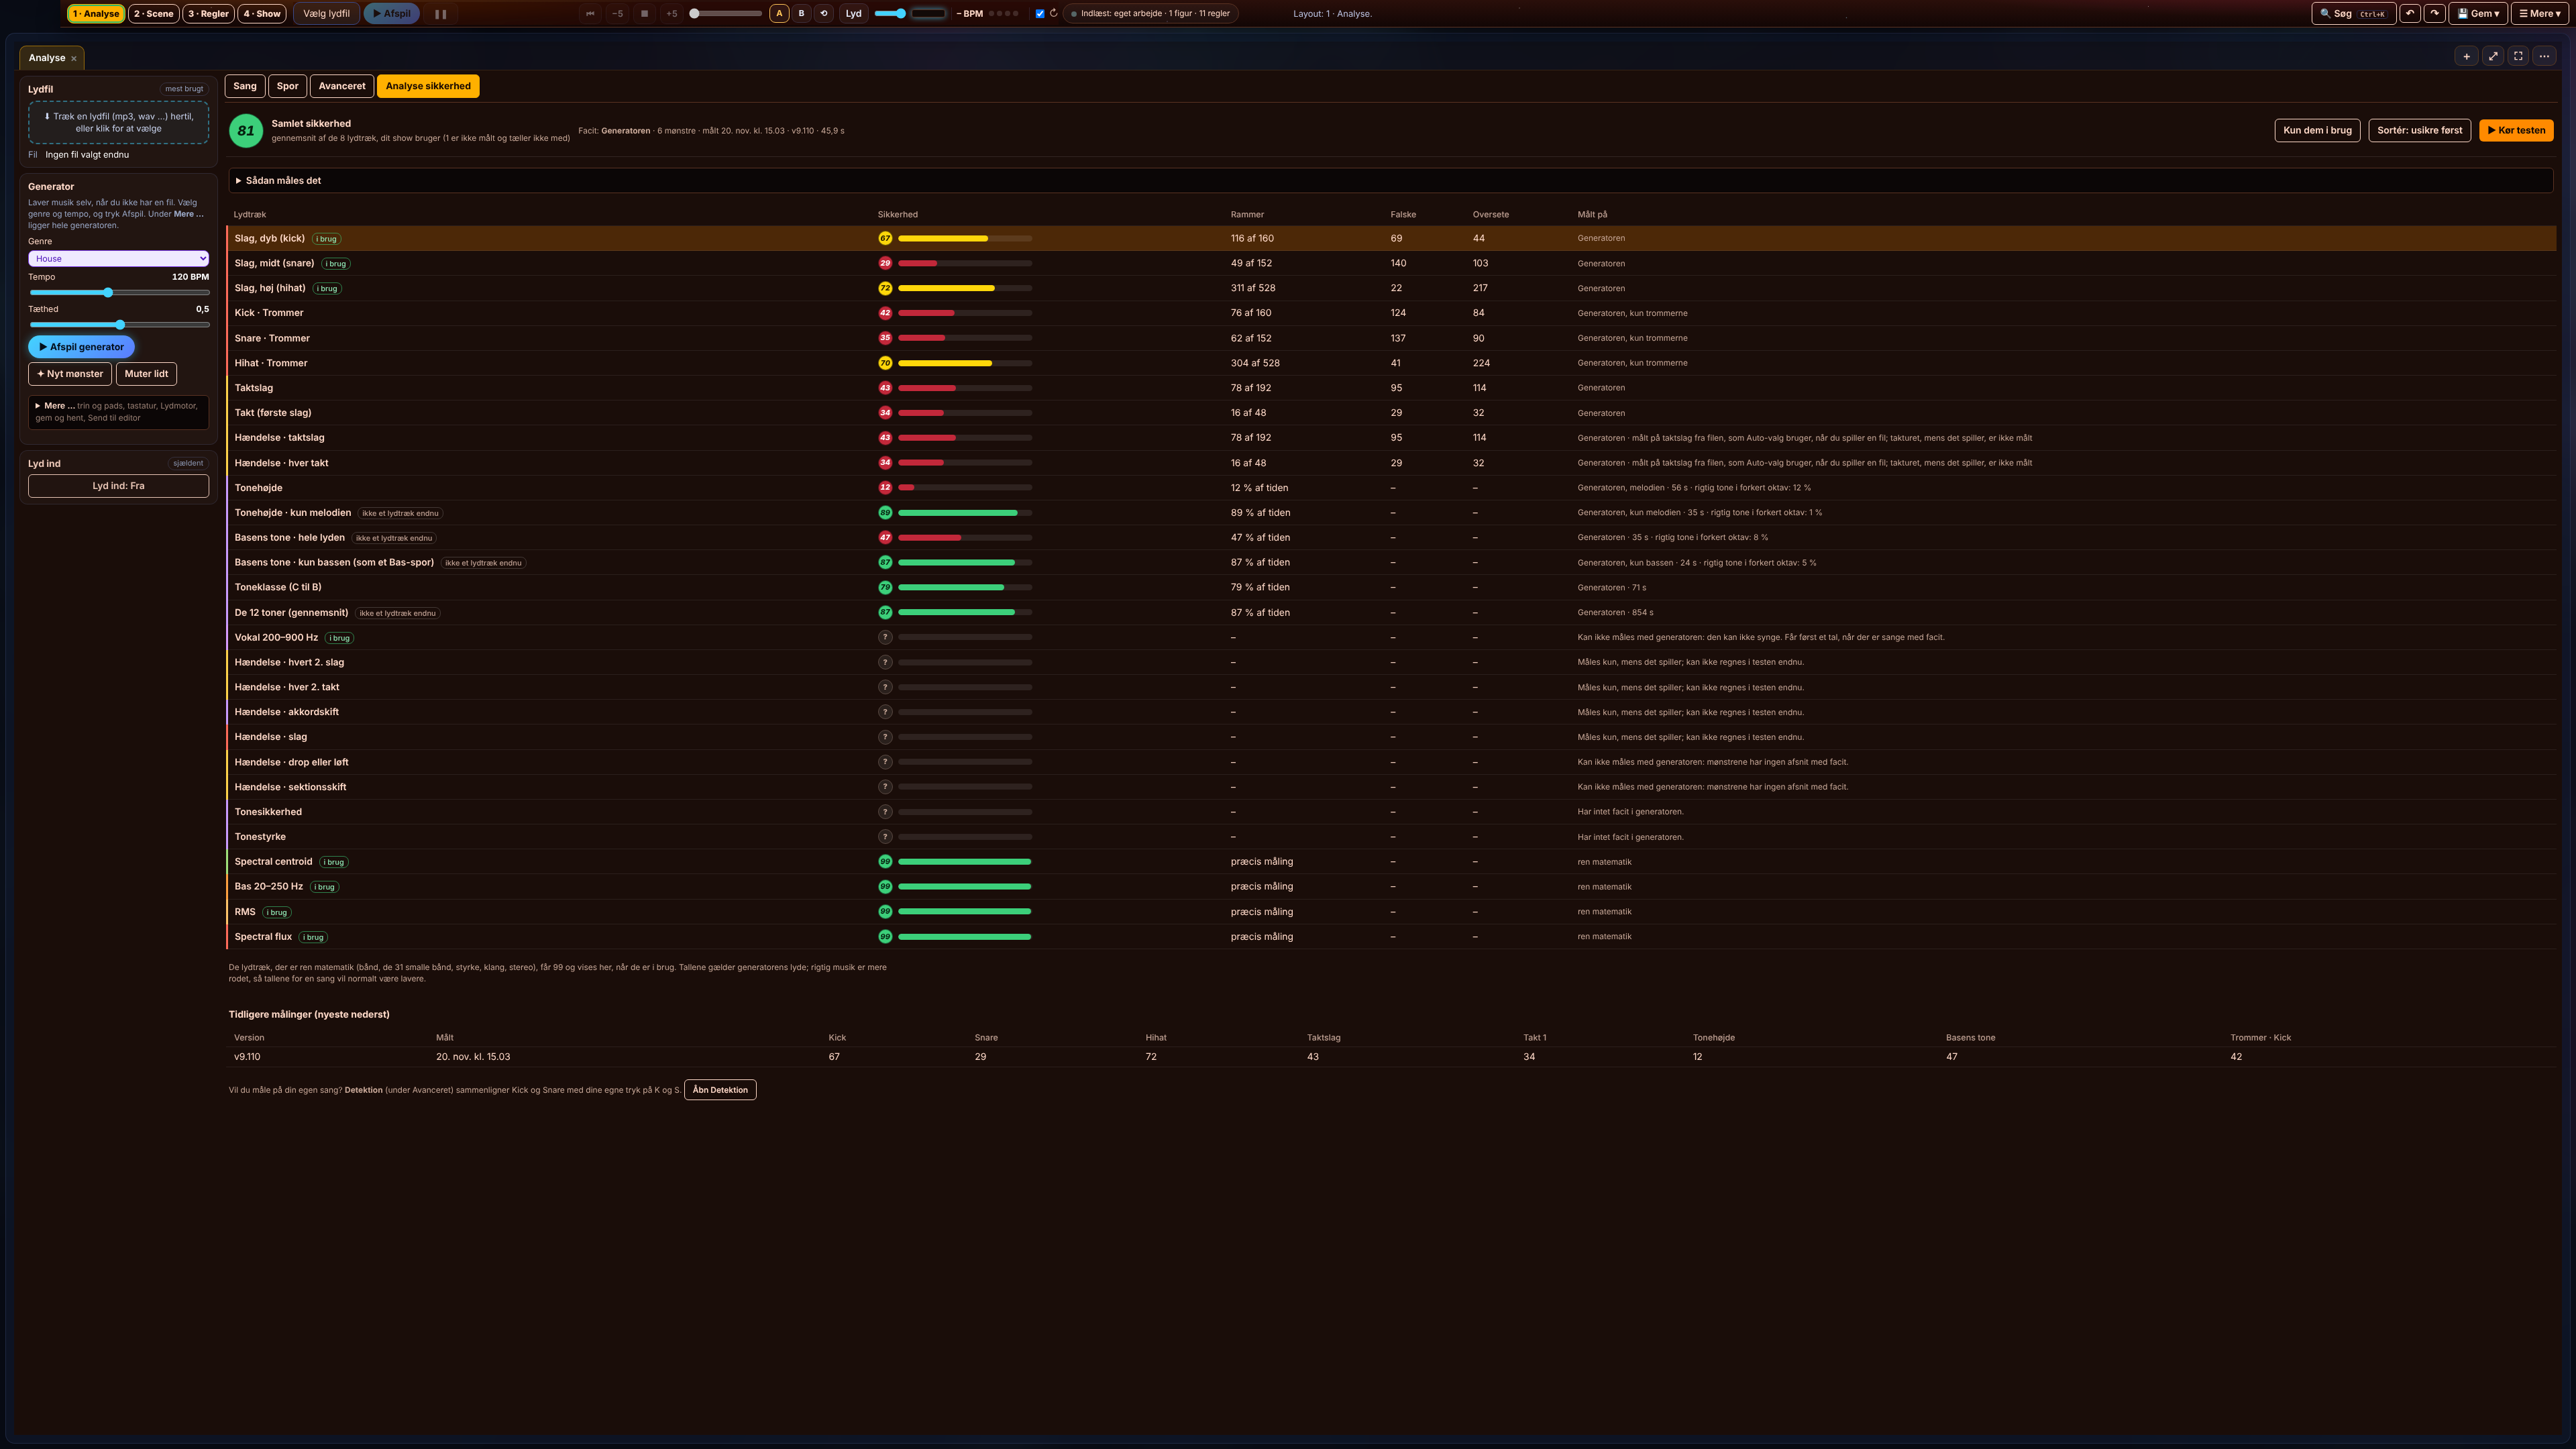 1 · Analyse 2 · Scene 3 · Regler 4 · Show Vælg lydfil ▶ Afspil −5 +5 A B Lyd – BPM Indlæst: eget arbejde · 1 figur · 11 regler Layout: 1 · Analyse. Søg Ctrl+K Gem ▾ ☰ Mere ▾
Analyse ×
Lydfil mest brugt
⬇ Træk en lydfil (mp3, wav ...) hertil,
eller klik for at vælge
Fil Ingen fil valgt endnu
Generator
Laver musik selv, når du ikke har en fil. Vælg
genre og tempo, og tryk Afspil. Under Mere ...
ligger hele generatoren.
Genre
House
Tempo 120 BPM
Tæthed 0,5
▶ Afspil generator
✦ Nyt mønster Muter lidt
▶ Mere ... trin og pads, tastatur, Lydmotor,
gem og hent, Send til editor
Lyd ind sjældent
Lyd ind: Fra
Sang Spor Avanceret Analyse sikkerhed
81 Samlet sikkerhed
gennemsnit af de 8 lydtræk, dit show bruger (1 er ikke målt og tæller ikke med)
Facit: Generatoren · 6 mønstre · målt 20. nov. kl. 15.03 · v9.110 · 45,9 s
Kun dem i brug Sortér: usikre først ▶ Kør testen
▶ Sådan måles det
Lydtræk Sikkerhed Rammer Falske Oversete Målt på
Slag, dyb (kick) i brug 67 116 af 160 69 44 Generatoren
Slag, midt (snare) i brug 29 49 af 152 140 103 Generatoren
Slag, høj (hihat) i brug 72 311 af 528 22 217 Generatoren
Kick · Trommer 42 76 af 160 124 84 Generatoren, kun trommerne
Snare · Trommer 35 62 af 152 137 90 Generatoren, kun trommerne
Hihat · Trommer 70 304 af 528 41 224 Generatoren, kun trommerne
Taktslag 43 78 af 192 95 114 Generatoren
Takt (første slag) 34 16 af 48 29 32 Generatoren
Hændelse · taktslag 43 78 af 192 95 114 Generatoren · målt på taktslag fra filen, som Auto-valg bruger, når du spiller en fil; takturet, mens det spiller, er ikke målt
Hændelse · hver takt 34 16 af 48 29 32 Generatoren · målt på taktslag fra filen, som Auto-valg bruger, når du spiller en fil; takturet, mens det spiller, er ikke målt
Tonehøjde 12 12 % af tiden – – Generatoren, melodien · 56 s · rigtig tone i forkert oktav: 12 %
Tonehøjde · kun melodien ikke et lydtræk endnu 89 89 % af tiden – – Generatoren, kun melodien · 35 s · rigtig tone i forkert oktav: 1 %
Basens tone · hele lyden ikke et lydtræk endnu 47 47 % af tiden – – Generatoren · 35 s · rigtig tone i forkert oktav: 8 %
Basens tone · kun bassen (som et Bas-spor) ikke et lydtræk endnu 87 87 % af tiden – – Generatoren, kun bassen · 24 s · rigtig tone i forkert oktav: 5 %
Toneklasse (C til B) 79 79 % af tiden – – Generatoren · 71 s
De 12 toner (gennemsnit) ikke et lydtræk endnu 87 87 % af tiden – – Generatoren · 854 s
Vokal 200–900 Hz i brug ? – – – Kan ikke måles med generatoren: den kan ikke synge. Får først et tal, når der er sange med facit.
Hændelse · hvert 2. slag ? – – – Måles kun, mens det spiller; kan ikke regnes i testen endnu.
Hændelse · hver 2. takt ? – – – Måles kun, mens det spiller; kan ikke regnes i testen endnu.
Hændelse · akkordskift ? – – – Måles kun, mens det spiller; kan ikke regnes i testen endnu.
Hændelse · slag ? – – – Måles kun, mens det spiller; kan ikke regnes i testen endnu.
Hændelse · drop eller løft ? – – – Kan ikke måles med generatoren: mønstrene har ingen afsnit med facit.
Hændelse · sektionsskift ? – – – Kan ikke måles med generatoren: mønstrene har ingen afsnit med facit.
Tonesikkerhed ? – – – Har intet facit i generatoren.
Tonestyrke ? – – – Har intet facit i generatoren.
Spectral centroid i brug 99 præcis måling – – ren matematik
Bas 20–250 Hz i brug 99 præcis måling – – ren matematik
RMS i brug 99 præcis måling – – ren matematik
Spectral flux i brug 99 præcis måling – – ren matematik
De lydtræk, der er ren matematik (bånd, de 31 smalle bånd, styrke, klang, stereo), får 99 og vises her, når de er i brug. Tallene gælder generatorens lyde; rigtig musik er mere
rodet, så tallene for en sang vil normalt være lavere.
Tidligere målinger (nyeste nederst)
Version Målt Kick Snare Hihat Taktslag Takt 1 Tonehøjde Basens tone Trommer · Kick
v9.110 20. nov. kl. 15.03 67 29 72 43 34 12 47 42
Vil du måle på din egen sang? Detektion (under Avanceret) sammenligner Kick og Snare med dine egne tryk på K og S. Åbn Detektion